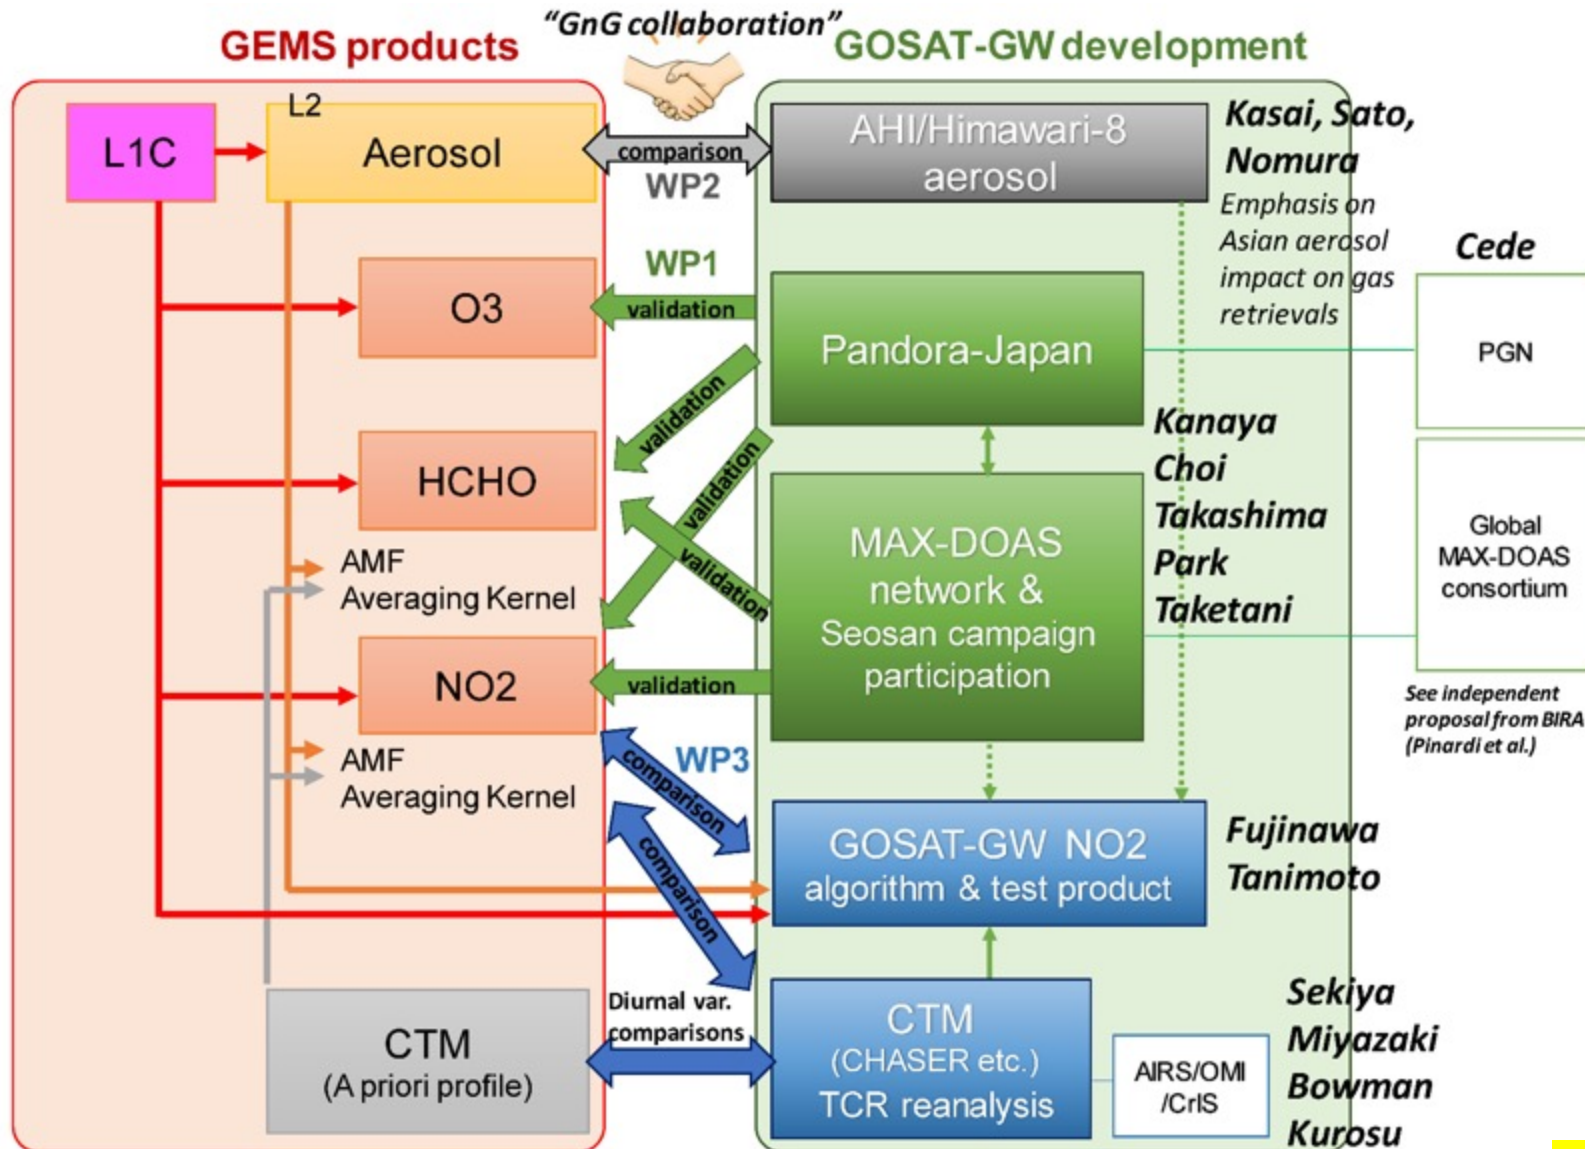 "GnG collaboration"
GEMS products
GOSAT-GW development
L1C
L2
Aerosol
comparison
WP2
AHI/Himawari-8
aerosol
Kasai, Sato,
Nomura
Emphasis on
Asian aerosol
impact on gas
retrievals
WP1
O3
validation
Pandora-Japan
Cede
PGN
validation
HCHO
validation
validation
AMF
Averaging Kernel
MAX-DOAS
network &
Seosan campaign
participation
Kanaya
Choi
Takashima
Park
Taketani
Global
MAX-DOAS
consortium
See independent
proposal from BIRA
(Pinardi et al.)
NO2
validation
WP3
comparison
AMF
Averaging Kernel
comparison
GOSAT-GW NO2
algorithm & test product
Fujinawa
Tanimoto
CTM
(A priori profile)
Diurnal var.
comparisons
CTM
(CHASER etc.)
TCR reanalysis
AIRS/OMI
/CrIS
Sekiya
Miyazaki
Bowman
Kurosu